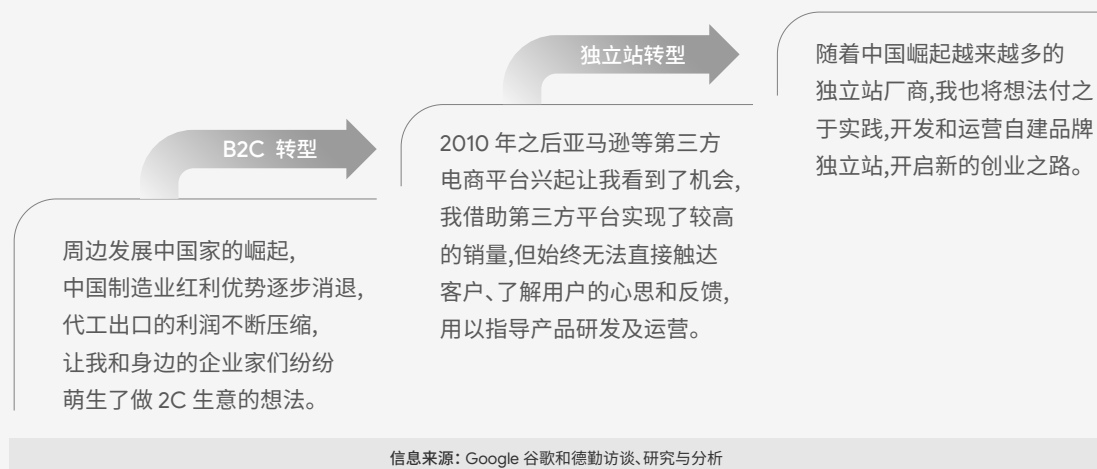 周边发展中国家的崛起,
中国制造业红利优势逐步消退,
代工出口的利润不断压缩,
让我和身边的企业家们纷纷
萌生了做 2C 生意的想法。
B2C 转型
2010 年之后亚马逊等第三方
电商平台兴起让我看到了机会,
我借助第三方平台实现了较高
的销量,但始终无法直接触达
客户、了解用户的心思和反馈,
用以指导产品研发及运营。
独立站转型
随着中国崛起越来越多的
独立站厂商,我也将想法付之
于实践,开发和运营自建品牌
独立站,开启新的创业之路。
信息来源: Google 谷歌和德勤访谈、研究与分析